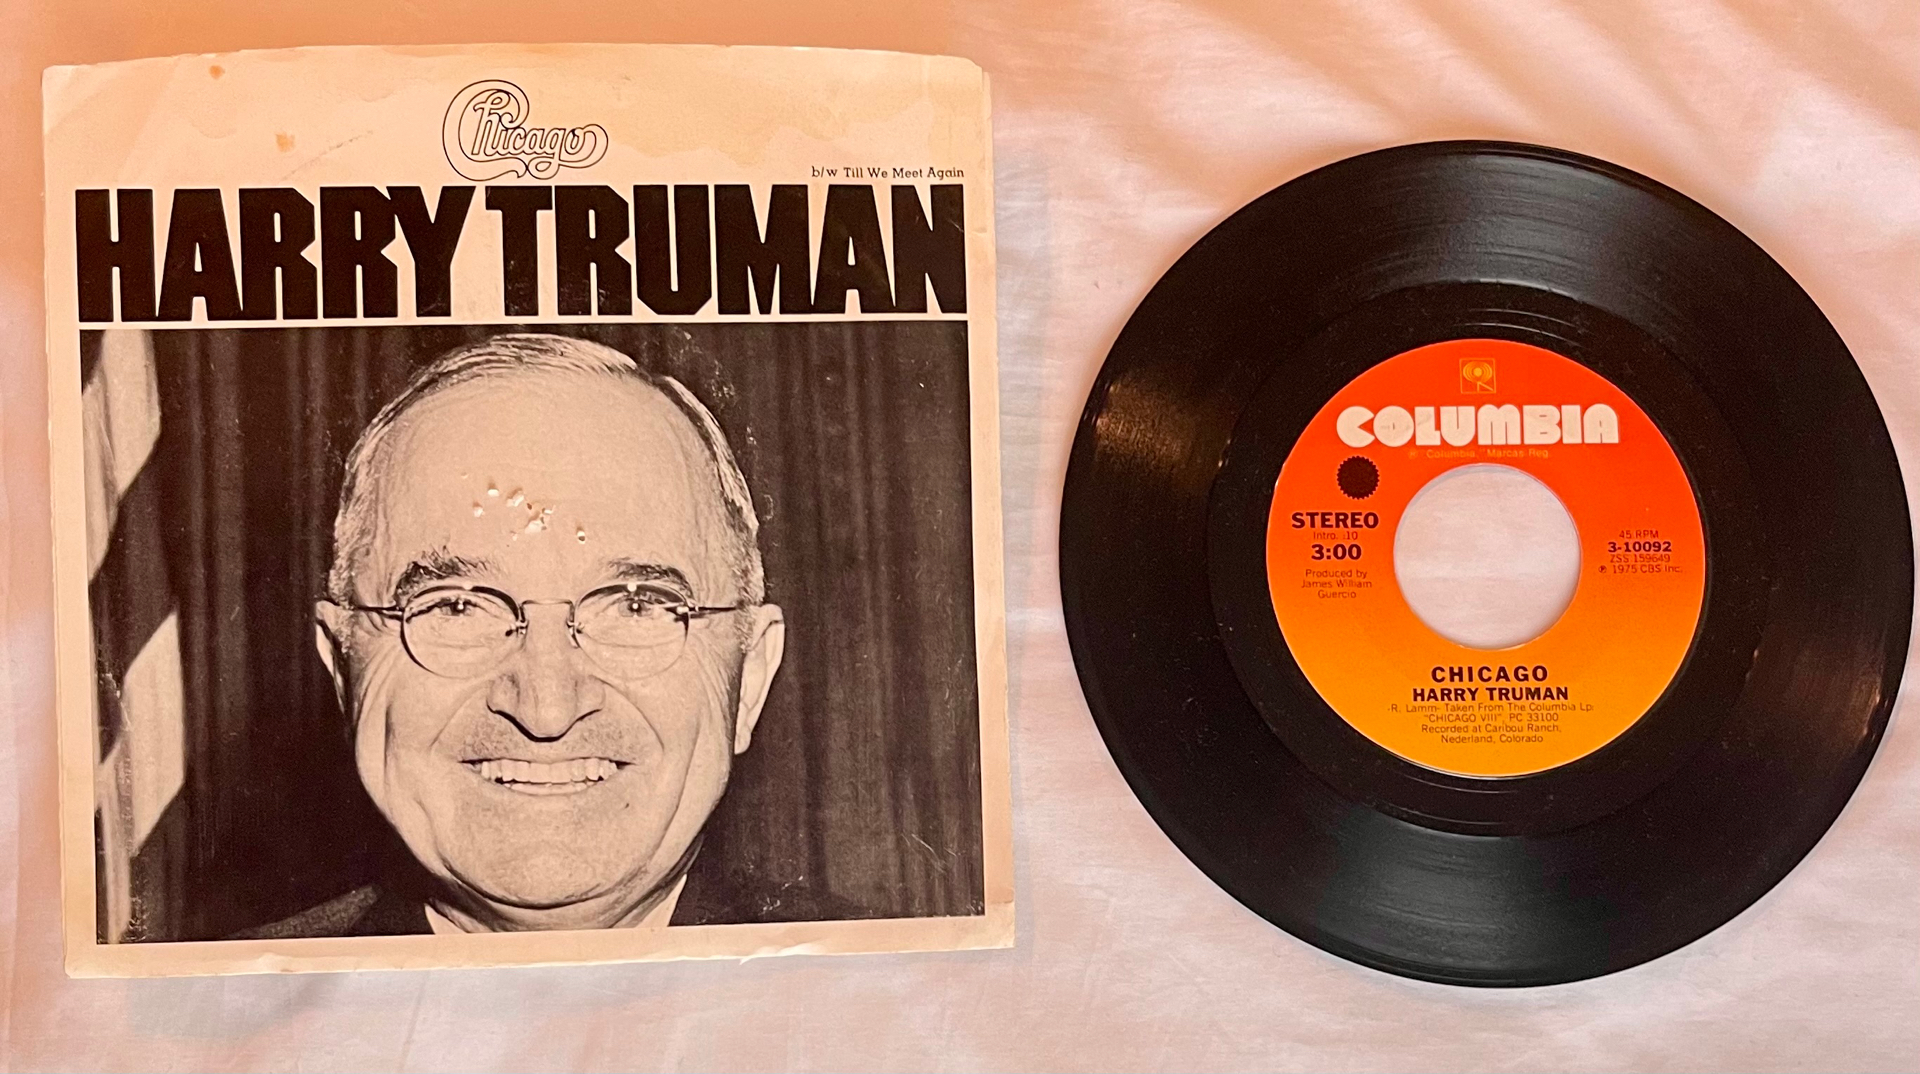 Chicago
b/w Till We Meet Again
HARRY TRUMAN
COLUMBIA
® "Columbia," Marcas Reg.
STEREO
Intro. :10
3:00
Produced by
James William
Guercio
45 RPM
3-10092
ZSS 159649
℗ 1975 CBS Inc.
CHICAGO
HARRY TRUMAN
-R. Lamm- Taken From The Columbia Lp:
"CHICAGO VIII", PC 33100
Recorded at Caribou Ranch,
Nederland, Colorado